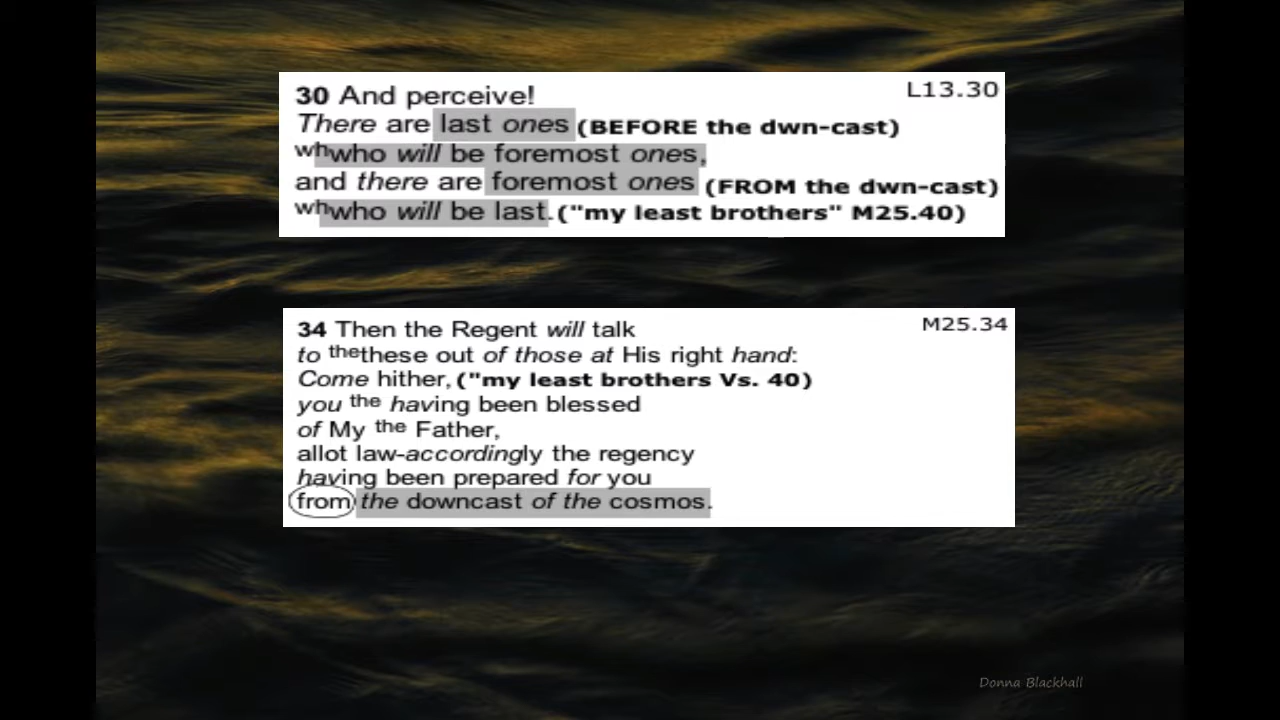 30 And perceive! L13.30
There are last ones (BEFORE the dwn-cast)
whwho will be foremost ones,
and there are foremost ones (FROM the dwn-cast)
whwho will be last. ("my least brothers" M25.40)
34 Then the Regent will talk M25.34
to thethese out of those at His right hand:
Come hither, ("my least brothers Vs. 40)
you the having been blessed
of My the Father,
allot law-accordingly the regency
having been prepared for you
from the downcast of the cosmos.
Donna Blackhall